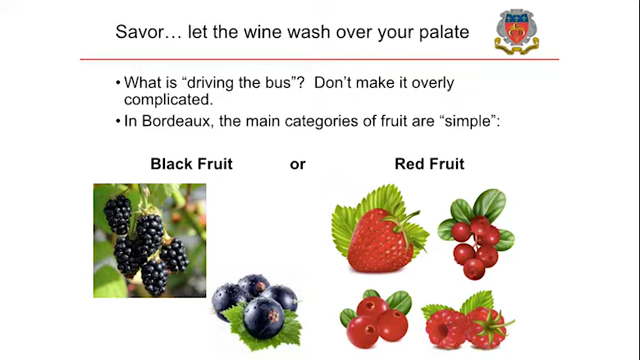 Savor… let the wine wash over your palate
• What is “driving the bus”?  Don’t make it overly
complicated.
• In Bordeaux, the main categories of fruit are “simple”:
Black Fruit or Red Fruit